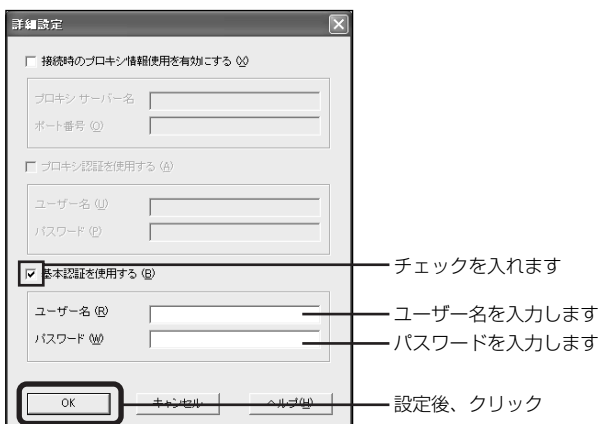 詳細設定
接続時のプロキシ情報使用を有効にする (X)
プロキシ サーバー名
ポート番号 (O)
プロキシ認証を使用する (A)
ユーザー名 (U)
パスワード (P)
基本認証を使用する (B)
チェックを入れます
ユーザー名 (R)
ユーザー名を入力します
パスワード (W)
パスワードを入力します
OK
キャンセル
ヘルプ(H)
設定後、クリック